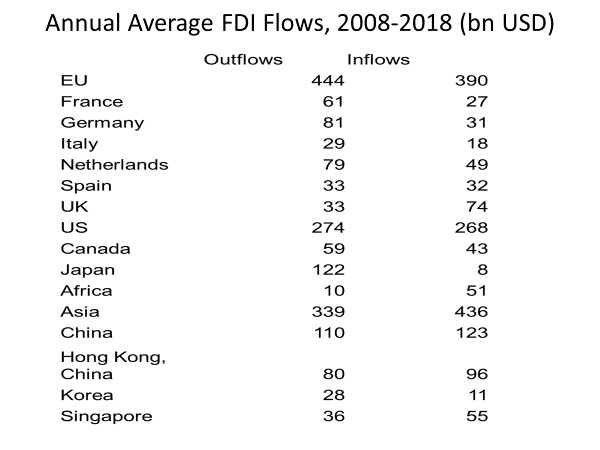 Annual Average FDI Flows, 2008-2018 (bn USD)
Outflows Inflows
EU 444 390
France 61 27
Germany 81 31
Italy 29 18
Netherlands 79 49
Spain 33 32
UK 33 74
US 274 268
Canada 59 43
Japan 122 8
Africa 10 51
Asia 339 436
China 110 123
Hong Kong,
China 80 96
Korea 28 11
Singapore 36 55